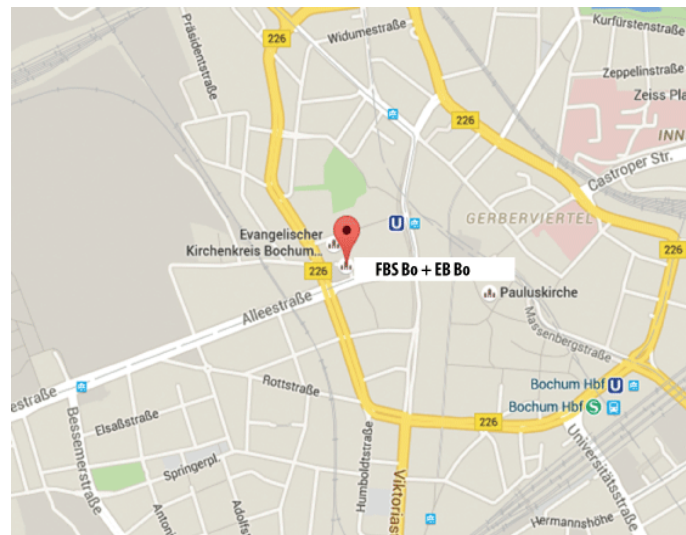 Kurfürstenstraße
226
Widumestraße
Präsidentstraße
Zeppelinstraße
Zeiss Pla
226
INN
Castroper Str.
U
GERBERVIERTEL
Evangelischer
Kirchenkreis Bochum...
226
226
FBS Bo + EB Bo
Pauluskirche
Alleestraße
Massenbergstraße
Rottstraße
Bochum Hbf U
Bochum Hbf S
estraße
Elsaßstraße
226
Bessemerstraße
Springerpl.
Humboldtstraße
Viktorias
Universitätsstraße
Antoni
Adolfs
Hermannshöhe